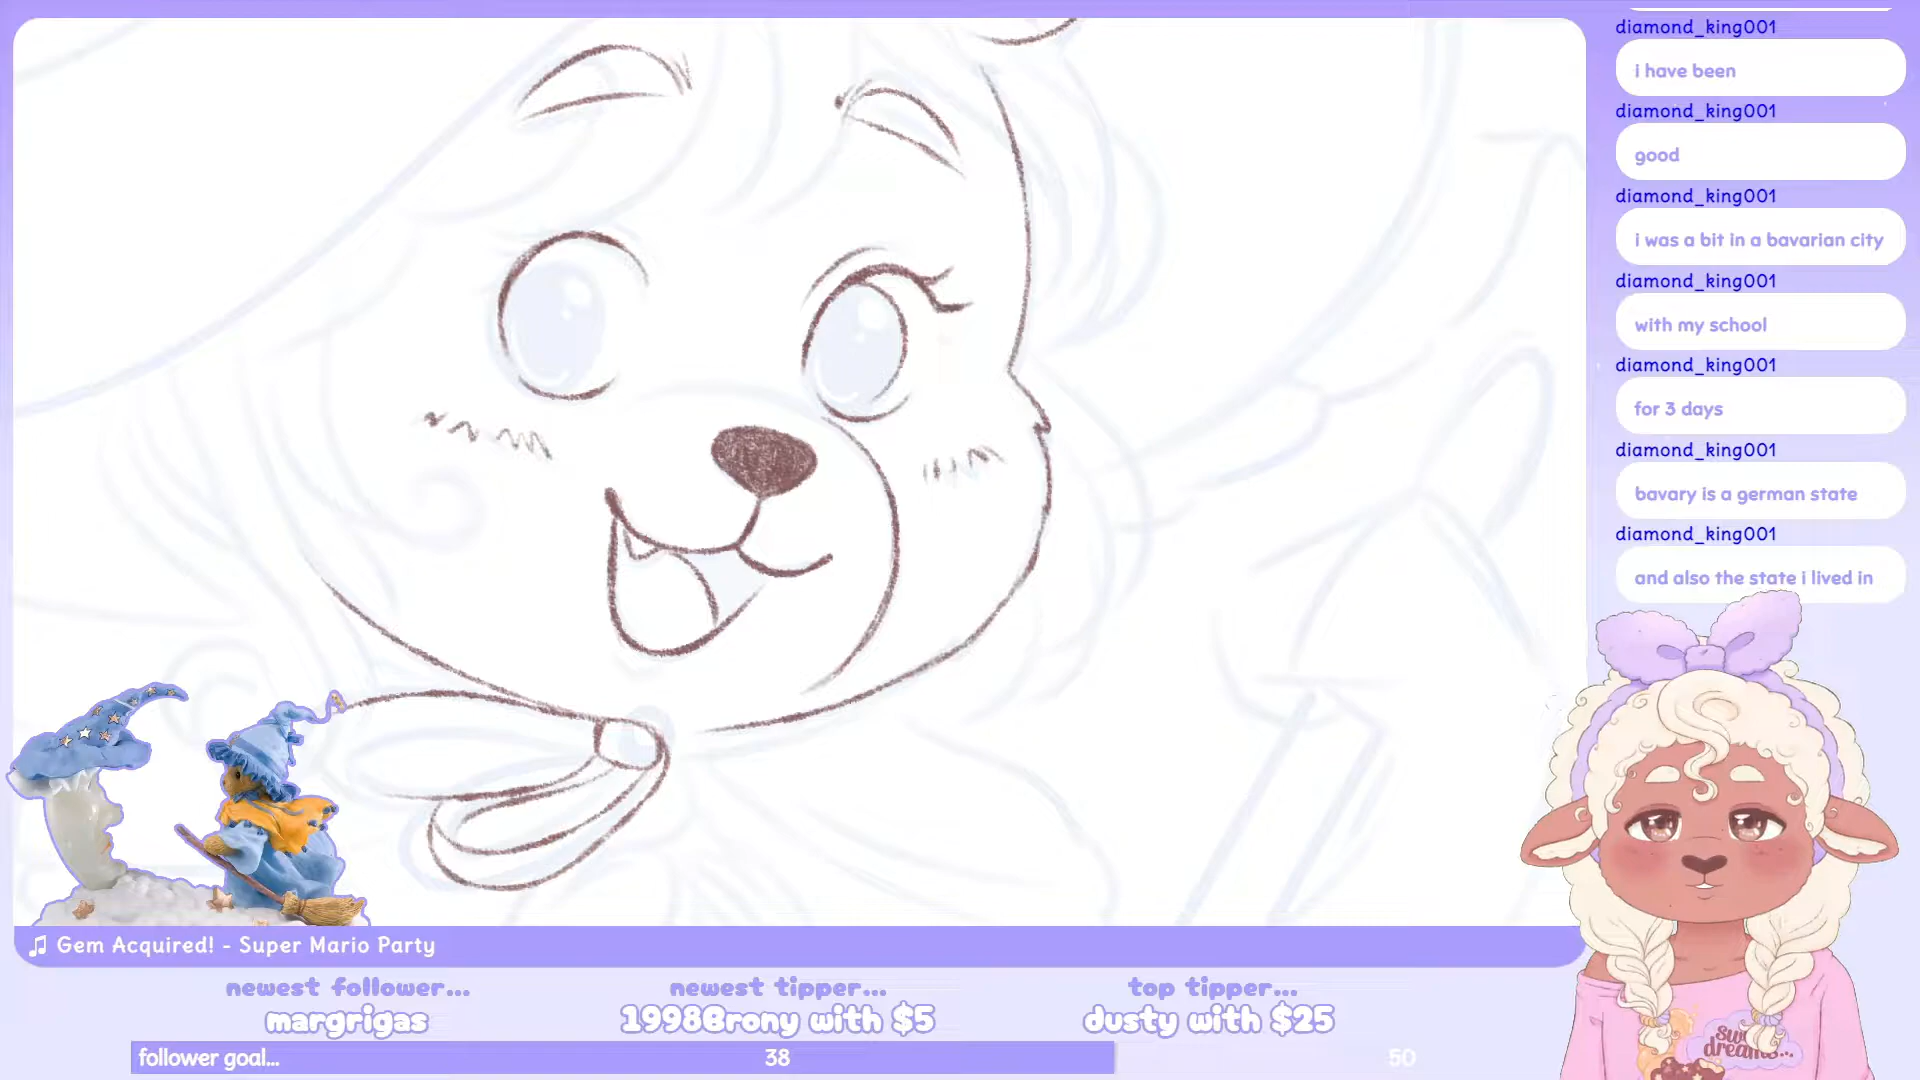 diamond_king001
i have been
diamond_king001
good
diamond_king001
i was a bit in a bavarian city
diamond_king001
with my school
diamond_king001
for 3 days
diamond_king001
bavary is a german state
diamond_king001
and also the state i lived in
Gem Acquired! - Super Mario Party
newest follower...
margrigas
newest tipper...
1998Brony with $5
top tipper...
dusty with $25
follower goal...
38
50
dreams...